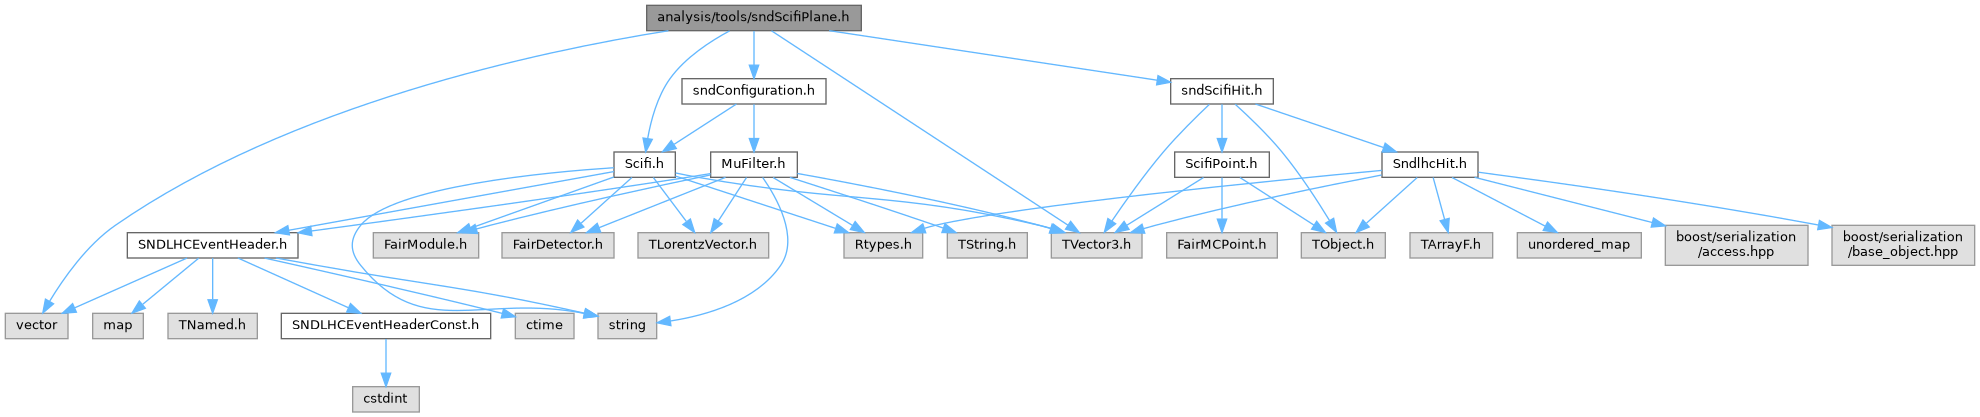 analysis/tools/sndScifiPlane.h
sndConfiguration.h
sndScifiHit.h
Scifi.h
MuFilter.h
ScifiPoint.h
SndlhcHit.h
SNDLHCEventHeader.h
FairModule.h
FairDetector.h
TLorentzVector.h
Rtypes.h
TString.h
TVector3.h
FairMCPoint.h
TObject.h
TArrayF.h
unordered_map
boost/serialization
/access.hpp
boost/serialization
/base_object.hpp
vector
map
TNamed.h
SNDLHCEventHeaderConst.h
ctime
string
cstdint